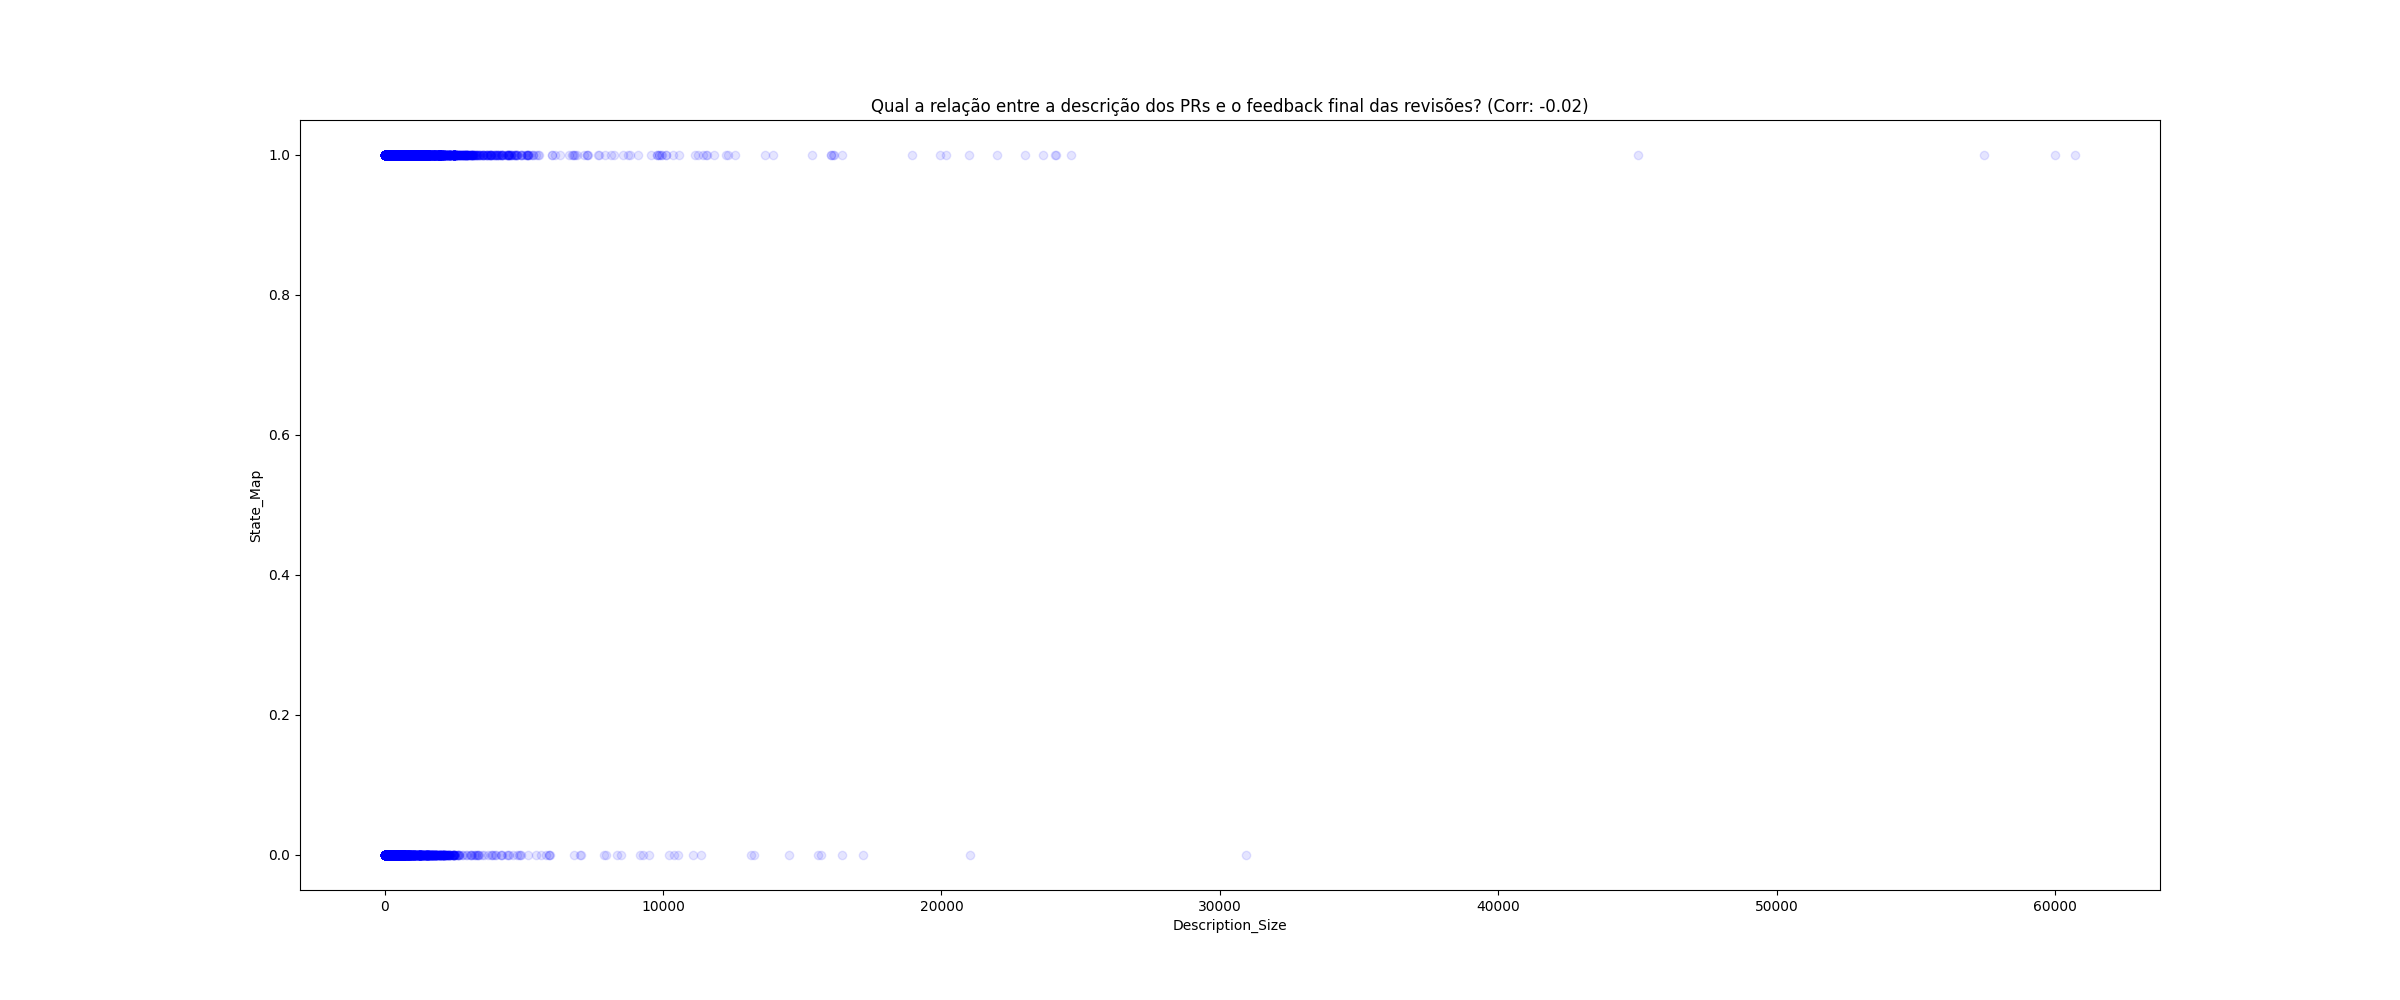 Qual a relação entre a descrição dos PRs e o feedback final das revisões? (Corr: -0.02)
1.0
0.8
0.6
0.4
0.2
0.0
State_Map
0 10000 20000 30000 40000 50000 60000
Description_Size